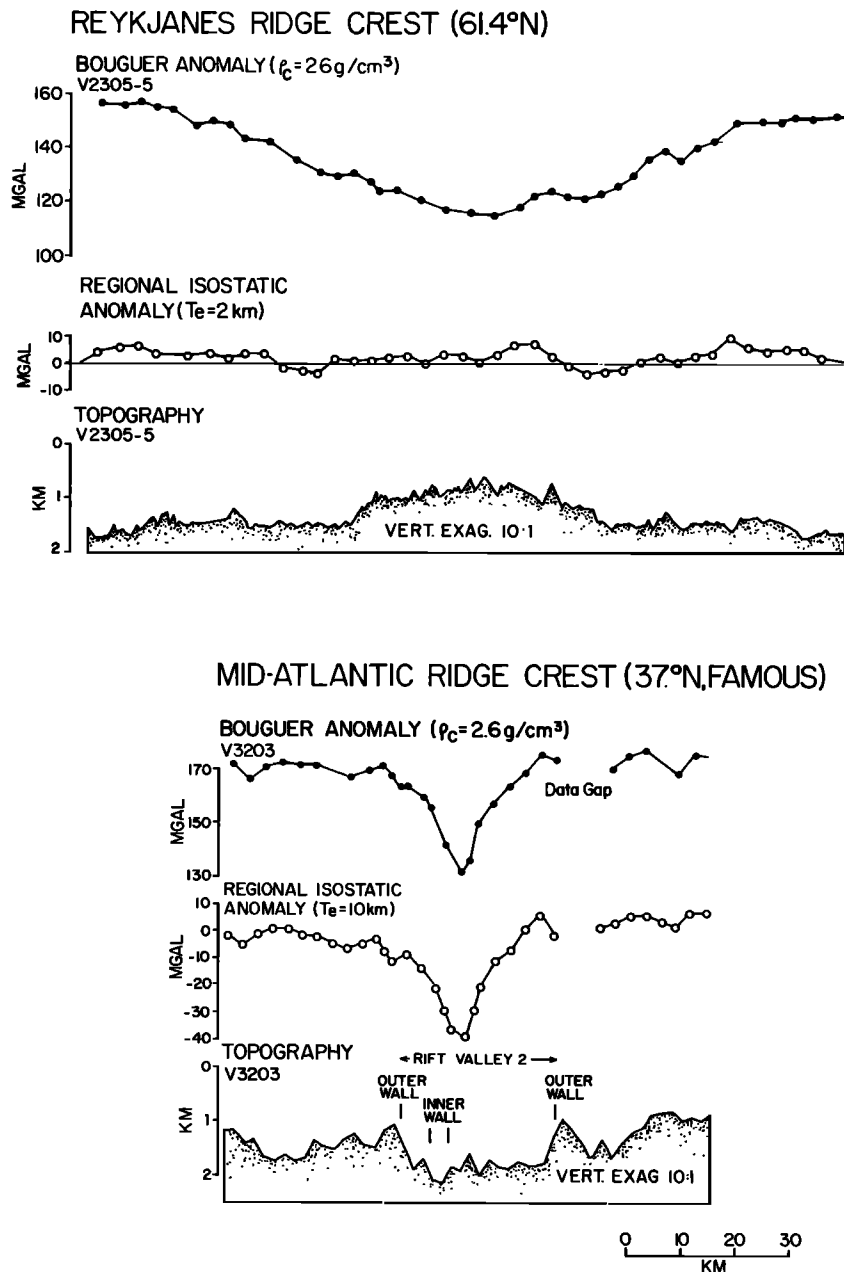 REYKJANES RIDGE CREST (61.4°N)
BOUGUER ANOMALY (ρc = 2.6 g/cm³)
V2305-5
160
140
120
100
MGAL
REGIONAL ISOSTATIC
ANOMALY (Te = 2 km)
10
0
-10
MGAL
TOPOGRAPHY
V2305-5
0
1
2
KM
VERT. EXAG. 10:1
MID-ATLANTIC RIDGE CREST (37.°N, FAMOUS)
BOUGUER ANOMALY (ρc = 2.6 g/cm³)
V3203
170
150
130
MGAL
Data Gap
REGIONAL ISOSTATIC
ANOMALY (Te = 10 km)
10
0
-10
-20
-30
-40
MGAL
TOPOGRAPHY
V3203
RIFT VALLEY 2
OUTER
WALL
INNER
WALL
OUTER
WALL
0
1
2
KM
VERT. EXAG 10:1
0 10 20 30
KM